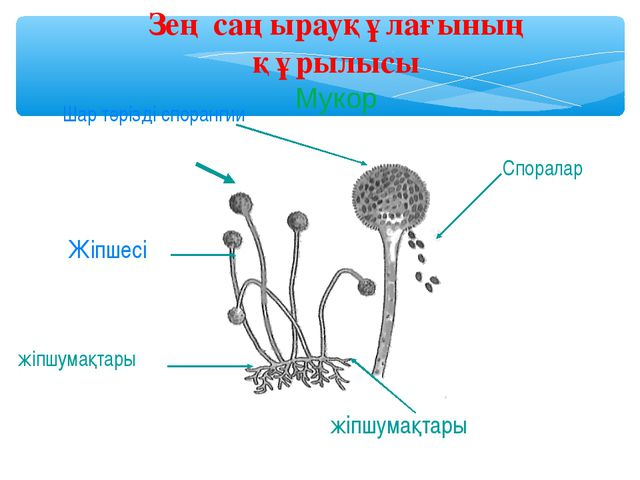 Зең саңырауқұлағының
құрылысы
Мукор
Шар тәрізді спорангий
Споралар
Жіпшесі
жіпшумақтары
жіпшумақтары